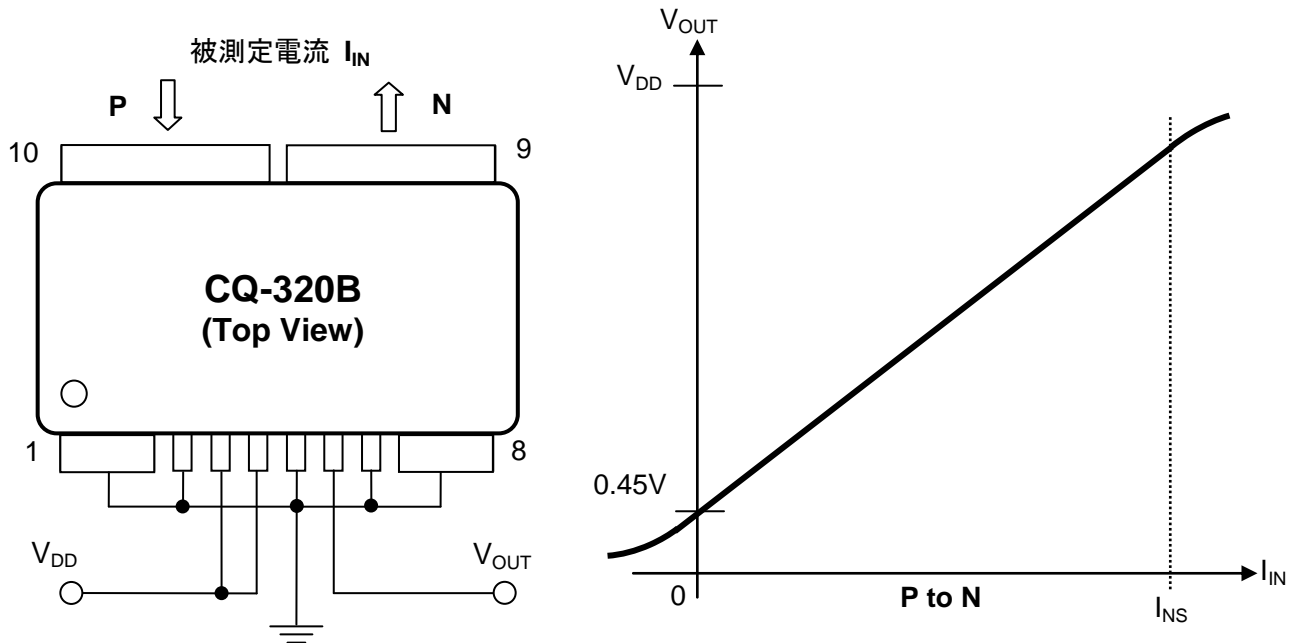 被測定電流 I_IN
P
N
10
9
CQ-320B
(Top View)
1
8
V_DD
V_OUT
V_OUT
V_DD
0.45V
0
P to N
I_NS
I_IN